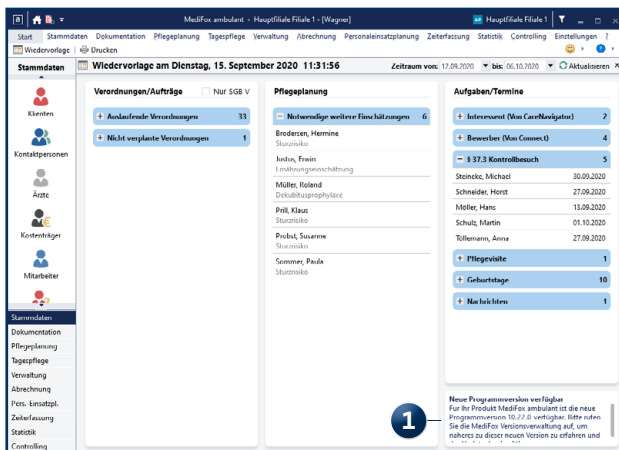 MediFox ambulant - Hauptfiliale Filiale 1 - [Wagner]
Hauptfiliale Filiale 1
Start Stammdaten Dokumentation Pflegeplanung Tagespflege Verwaltung Abrechnung Personaleinsatzplanung Zeiterfassung Statistik Controlling Einstellungen ?
Wiedervorlage Drucken
Stammdaten
Wiedervorlage am Dienstag, 15. September 2020 11:31:56
Zeitraum von: 12.09.2020 bis: 06.10.2020 Aktualisieren
Klienten
Kontaktpersonen
Ärzte
Kostenträger
Mitarbeiter
Stammdaten
Dokumentation
Pflegeplanung
Tagespflege
Verwaltung
Abrechnung
Pers. Einsatzpl.
Zeiterfassung
Statistik
Controlling
Verordnungen/Aufträge Nur SGB V
Auslaufende Verordnungen 33
Nicht verplante Verordnungen 1
Pflegeplanung
Notwendige weitere Einschätzungen 6
Brodersen, Hermine
Sturzrisiko
Justus, Erwin
Ernährungseinschätzung
Müller, Roland
Dekubitusprophylaxe
Prill, Klaus
Sturzrisiko
Probst, Susanne
Sturzrisiko
Sommer, Paula
Sturzrisiko
Aufgaben/Termine
Interessent (Von CareNavigator) 2
Bewerber (Von Connect) 4
§ 37.3 Kontrollbesuch 5
Steincke, Michael 30.09.2020
Schneider, Horst 27.09.2020
Möller, Hans 13.09.2020
Schulz, Martin 01.10.2020
Tollemann, Anna 27.09.2020
Pflegevisite 1
Geburtstage 10
Nachrichten 1
1
Neue Programmversion verfügbar
Für Ihr Produkt MediFox ambulant ist die neue
Programmversion 10.22.0 verfügbar. Bitte rufen
Sie die MediFox Versionsverwaltung auf, um
näheres zu dieser neuen Version zu erfahren und